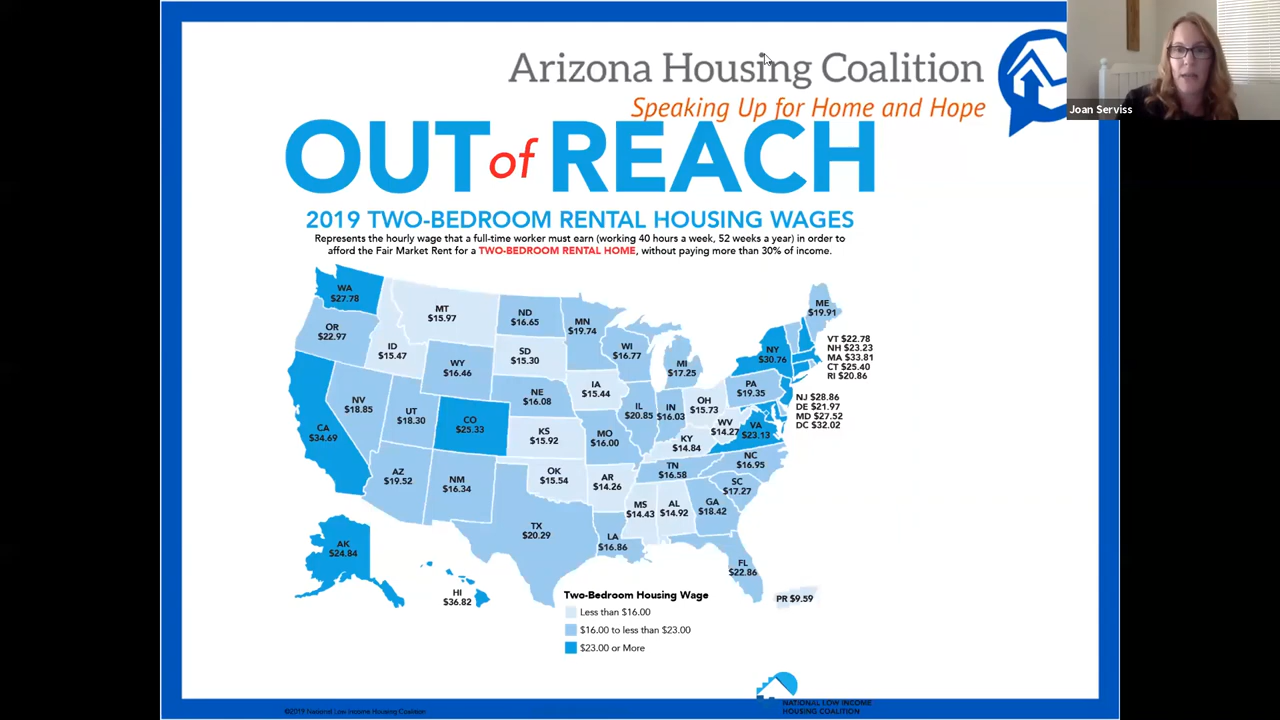 Arizona Housing Coalition
Speaking Up for Home and Hope
Joan Serviss
OUT of REACH
2019 TWO-BEDROOM RENTAL HOUSING WAGES
Represents the hourly wage that a full-time worker must earn (working 40 hours a week, 52 weeks a year) in order to
afford the Fair Market Rent for a TWO-BEDROOM RENTAL HOME, without paying more than 30% of income.
WA
$27.78
OR
$22.97
MT
$15.97
ID
$15.47
ND
$16.65
MN
$19.74
SD
$15.30
WI
$16.77
MI
$17.25
NY
$30.76
ME
$19.91
VT $22.78
NH $23.23
MA $33.81
CT $25.40
RI $20.86
WY
$16.46
NE
$16.08
IA
$15.44
PA
$19.35
NJ $28.86
DE $21.97
MD $27.52
DC $32.02
NV
$18.85
UT
$18.30
CO
$25.33
IL
$20.85
IN
$16.03
OH
$15.73
WV
$14.27
VA
$23.13
CA
$34.69
KS
$15.92
MO
$16.00
KY
$14.84
NC
$16.95
AZ
$19.52
NM
$16.34
OK
$15.54
AR
$14.26
TN
$16.58
SC
$17.27
MS
$14.43
AL
$14.92
GA
$18.42
TX
$20.29
LA
$16.86
FL
$22.86
AK
$24.84
HI
$36.82
PR $9.59
Two-Bedroom Housing Wage
Less than $16.00
$16.00 to less than $23.00
$23.00 or More
NATIONAL LOW INCOME
HOUSING COALITION
©2019 National Low Income Housing Coalition